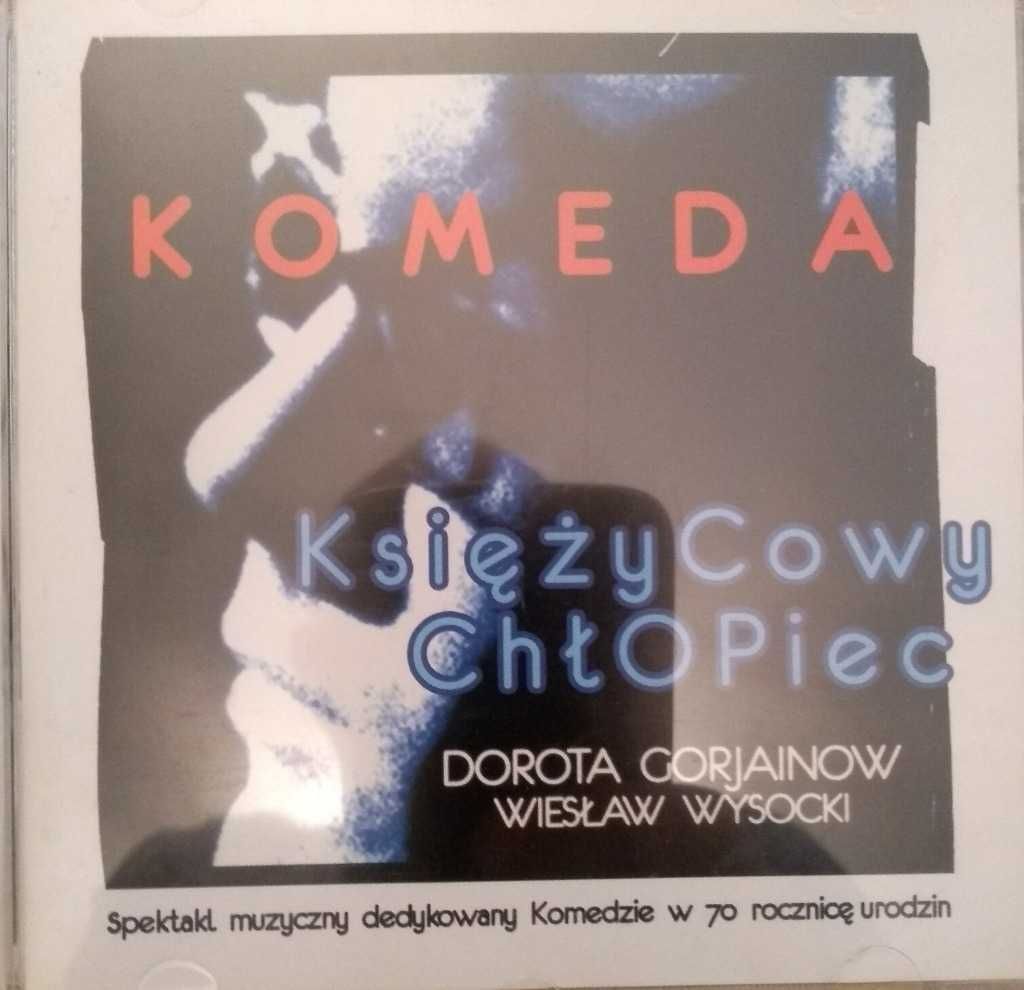 KOMEDA
KsiężyCowy
ChłOPiec
DOROTA GORJAINOW
WIESŁAW WYSOCKI
Spektakl muzyczny dedykowany Komedzie w 70 rocznicę urodzin